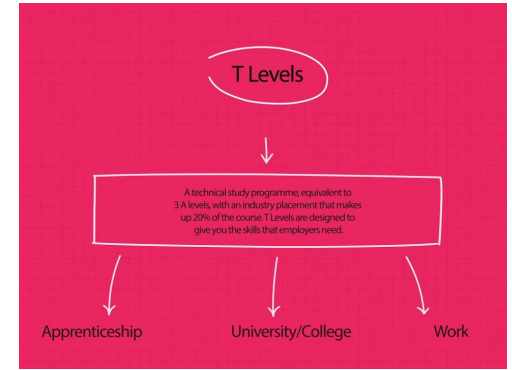 T Levels
A technical study programme, equivalent to
3 A levels, with an industry placement that makes
up 20% of the course. T Levels are designed to
give you the skills that employers need.
Apprenticeship
University/College
Work